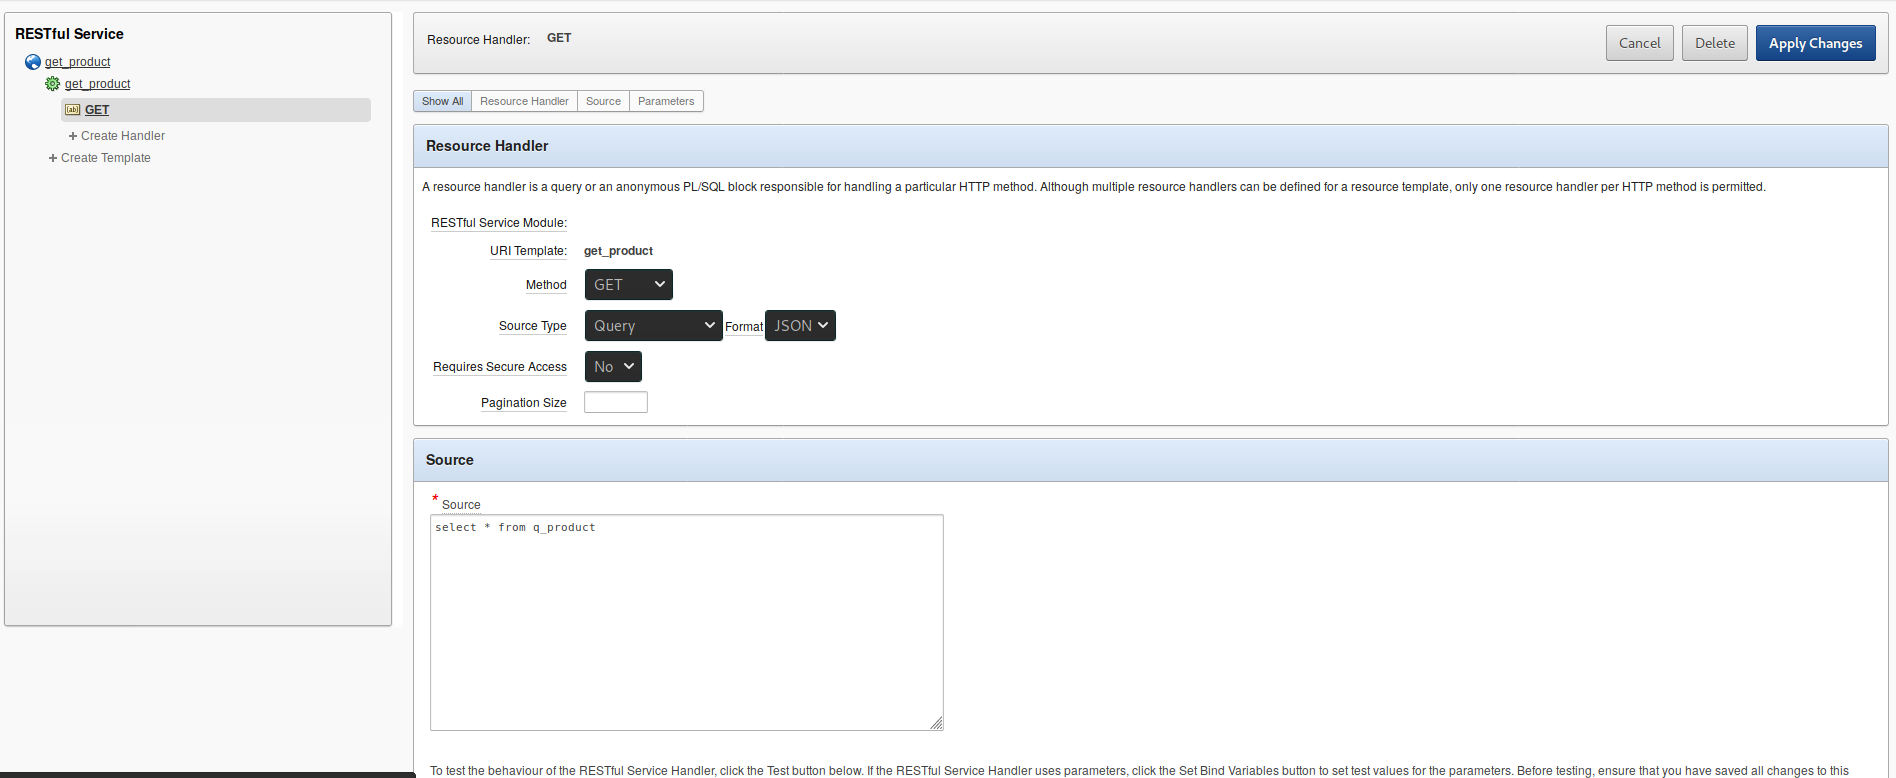 RESTful Service
get_product
get_product
GET
Create Handler
Create Template
Resource Handler: GET
Cancel Delete Apply Changes
Show All Resource Handler Source Parameters
Resource Handler
A resource handler is a query or an anonymous PL/SQL block responsible for handling a particular HTTP method. Although multiple resource handlers can be defined for a resource template, only one resource handler per HTTP method is permitted.
RESTful Service Module:
URI Template: get_product
Method GET
Source Type Query Format JSON
Requires Secure Access No
Pagination Size
Source
* Source
select * from q_product
To test the behaviour of the RESTful Service Handler, click the Test button below. If the RESTful Service Handler uses parameters, click the Set Bind Variables button to set test values for the parameters. Before testing, ensure that you have saved all changes to this